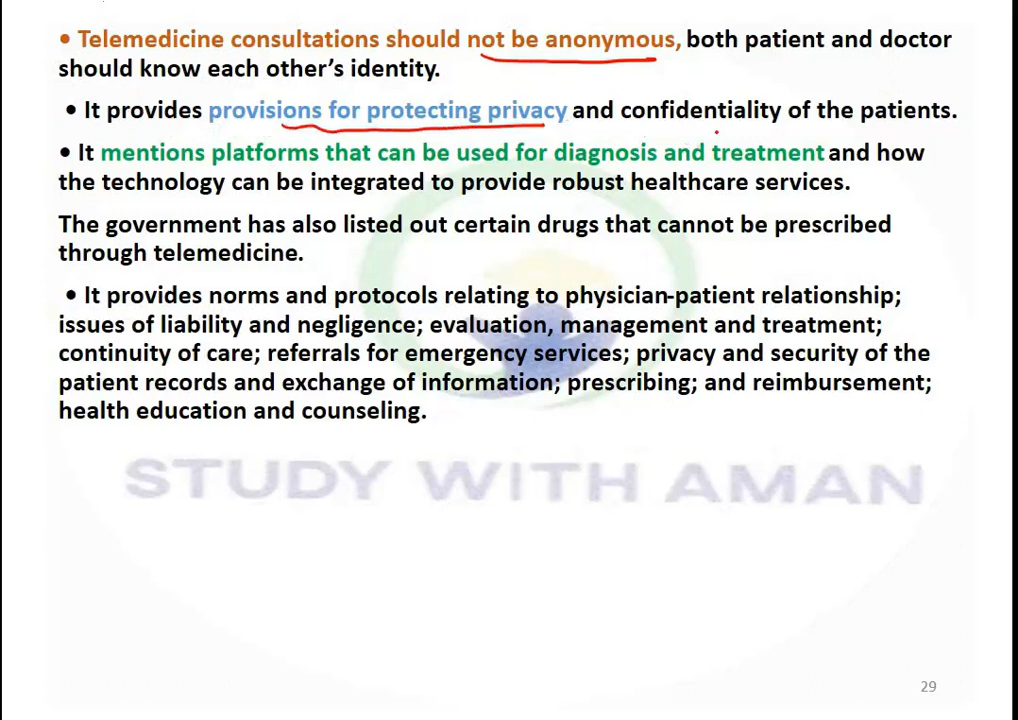 • Telemedicine consultations should not be anonymous, both patient and doctor
should know each other's identity.
• It provides provisions for protecting privacy and confidentiality of the patients.
• It mentions platforms that can be used for diagnosis and treatment and how
the technology can be integrated to provide robust healthcare services.
The government has also listed out certain drugs that cannot be prescribed
through telemedicine.
• It provides norms and protocols relating to physician-patient relationship;
issues of liability and negligence; evaluation, management and treatment;
continuity of care; referrals for emergency services; privacy and security of the
patient records and exchange of information; prescribing; and reimbursement;
health education and counseling.
STUDY WITH AMAN
29